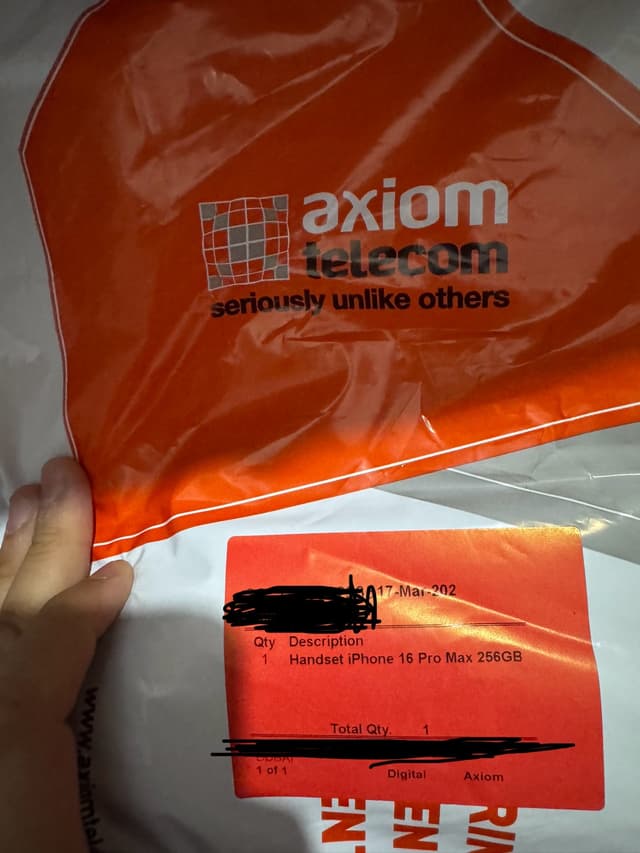 axiom
telecom
seriously unlike others
17-Mar-202
Qty Description
1 Handset iPhone 16 Pro Max 256GB
Total Qty. 1
1 of 1
Digital Axiom